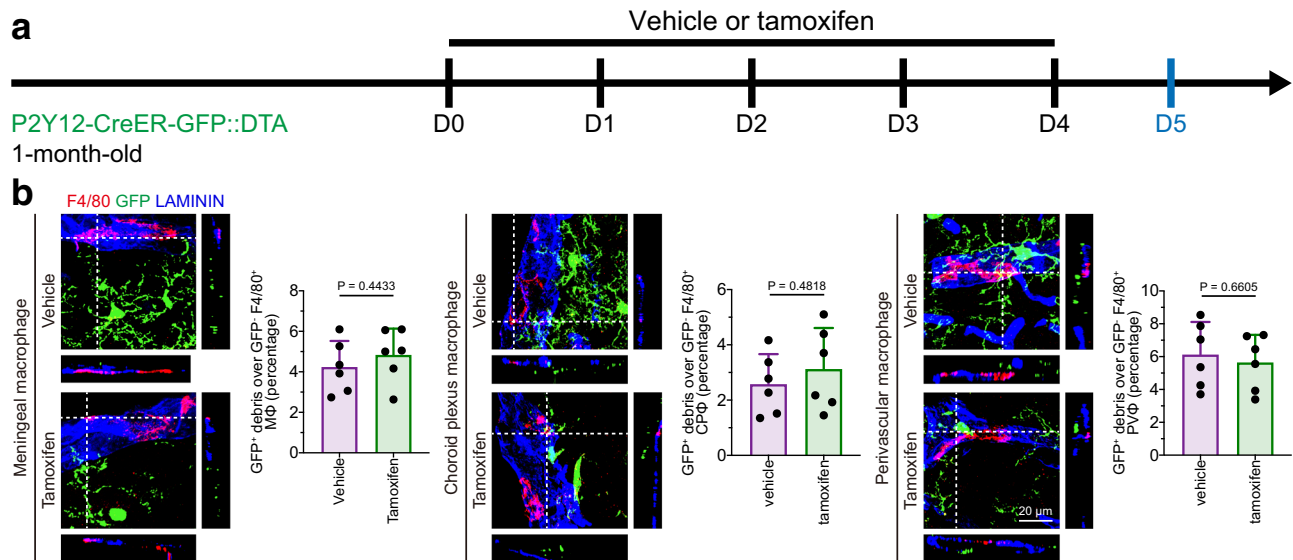 a
Vehicle or tamoxifen
P2Y12-CreER-GFP::DTA
1-month-old
D0 D1 D2 D3 D4 D5
b
F4/80 GFP LAMININ
Meningeal macrophage
Vehicle
Tamoxifen
GFP⁺ debris over GFP⁻ F4/80⁺
MΦ (percentage)
8
6
4
2
0
P = 0.4433
Vehicle
Tamoxifen
Choroid plexus macrophage
Vehicle
Tamoxifen
GFP⁺ debris over GFP⁻ F4/80⁺
CPΦ (percentage)
6
4
2
0
P = 0.4818
vehicle
tamoxifen
Perivascular macrophage
Vehicle
Tamoxifen
20 μm
GFP⁺ debris over GFP⁻ F4/80⁺
PVΦ (percentage)
10
8
6
4
2
0
P = 0.6605
vehicle
tamoxifen